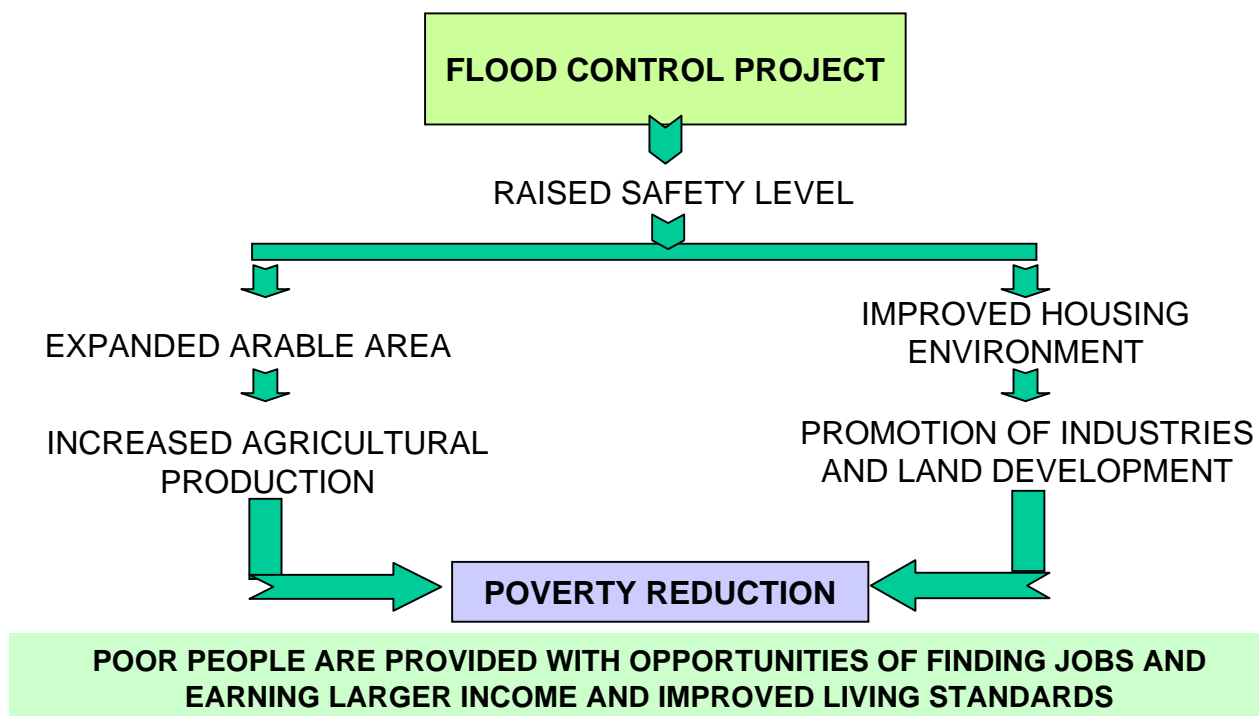 FLOOD CONTROL PROJECT
RAISED SAFETY LEVEL
EXPANDED ARABLE AREA
INCREASED AGRICULTURAL
PRODUCTION
IMPROVED HOUSING
ENVIRONMENT
PROMOTION OF INDUSTRIES
AND LAND DEVELOPMENT
POVERTY REDUCTION
POOR PEOPLE ARE PROVIDED WITH OPPORTUNITIES OF FINDING JOBS AND
EARNING LARGER INCOME AND IMPROVED LIVING STANDARDS